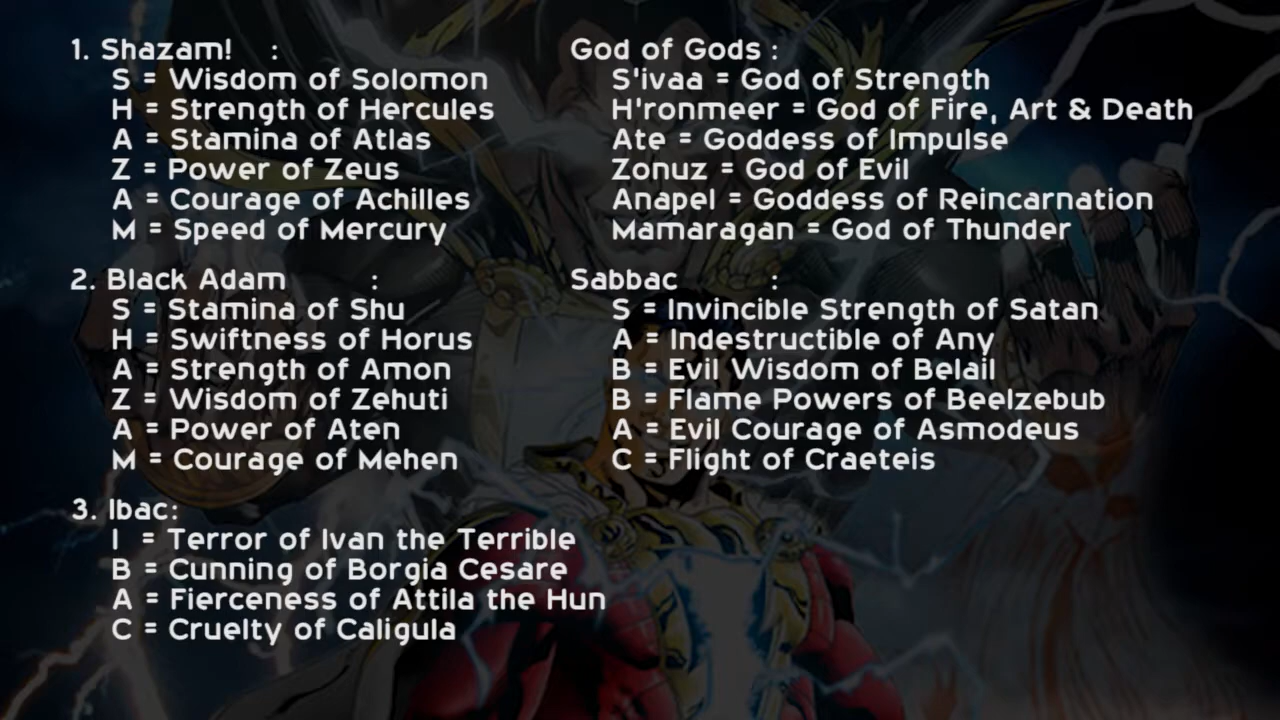 1. Shazam! :
S = Wisdom of Solomon
H = Strength of Hercules
A = Stamina of Atlas
Z = Power of Zeus
A = Courage of Achilles
M = Speed of Mercury
God of Gods :
S'ivaa = God of Strength
H'ronmeer = God of Fire, Art & Death
Ate = Goddess of Impulse
Zonuz = God of Evil
Anapel = Goddess of Reincarnation
Mamaragan = God of Thunder
2. Black Adam :
S = Stamina of Shu
H = Swiftness of Horus
A = Strength of Amon
Z = Wisdom of Zehuti
A = Power of Aten
M = Courage of Mehen
Sabbac :
S = Invincible Strength of Satan
A = Indestructible of Any
B = Evil Wisdom of Belail
B = Flame Powers of Beelzebub
A = Evil Courage of Asmodeus
C = Flight of Craeteis
3. Ibac:
I = Terror of Ivan the Terrible
B = Cunning of Borgia Cesare
A = Fierceness of Attila the Hun
C = Cruelty of Caligula